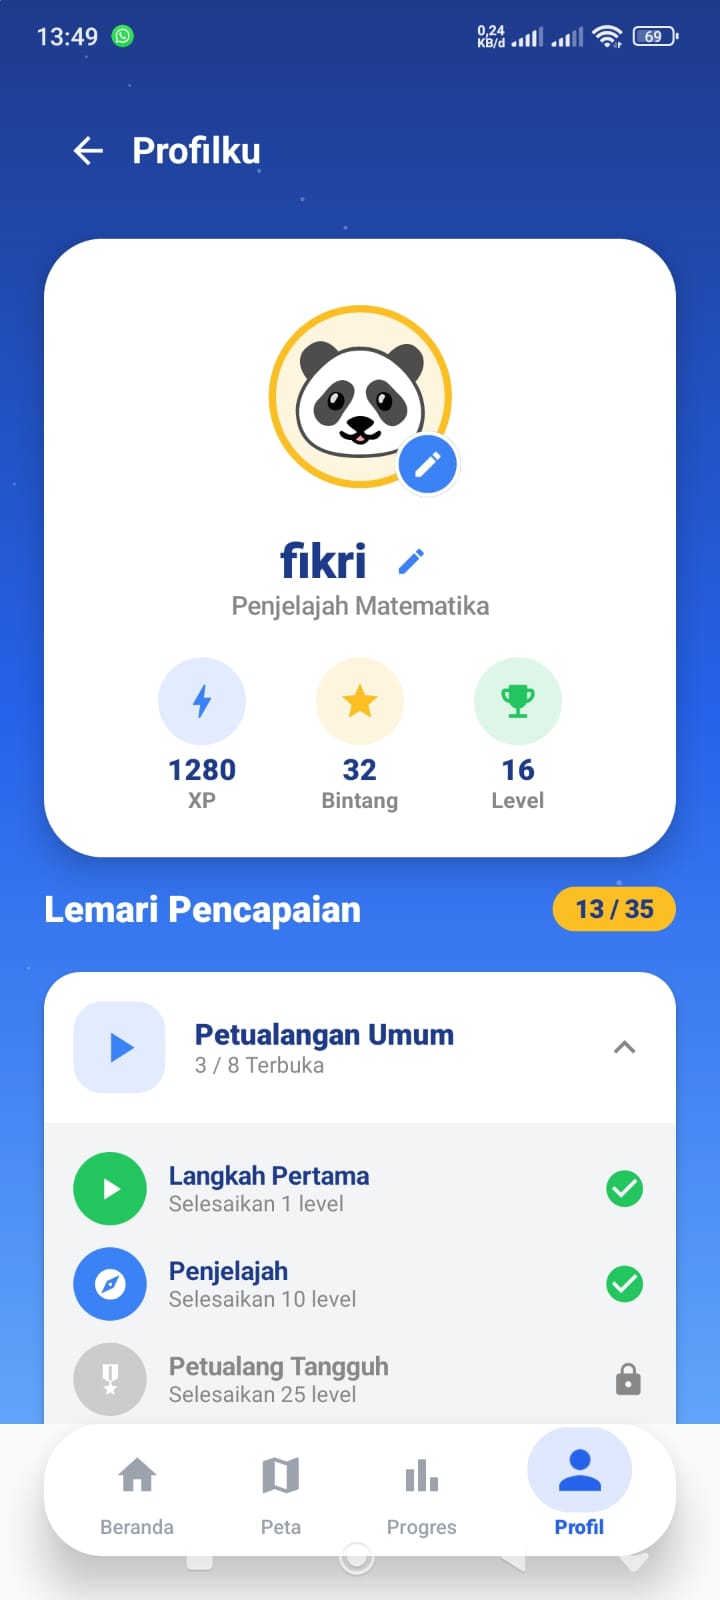 13:49
0,24
KB/d
69
Profilku
fikri
Penjelajah Matematika
1280
XP
32
Bintang
16
Level
Lemari Pencapaian
13 / 35
Petualangan Umum
3 / 8 Terbuka
Langkah Pertama
Selesaikan 1 level
Penjelajah
Selesaikan 10 level
Petualang Tangguh
Selesaikan 25 level
Beranda
Peta
Progres
Profil